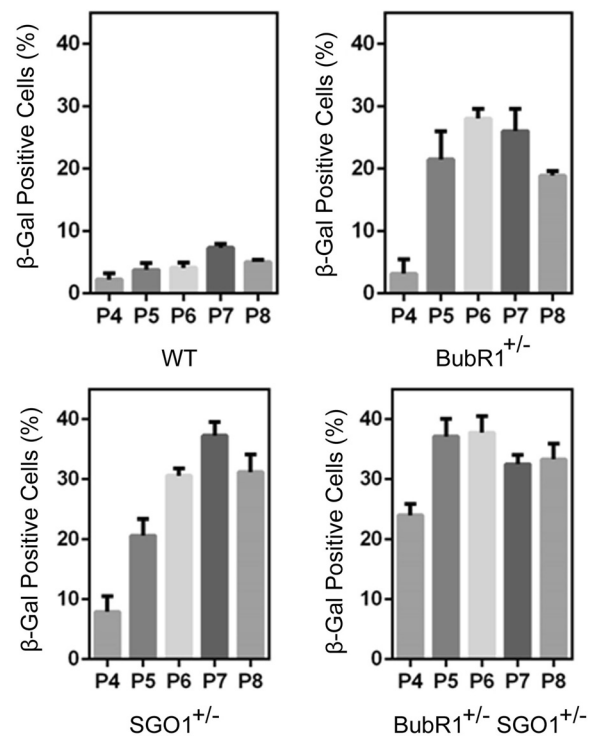 β-Gal Positive Cells (%)
40
30
20
10
0
P4 P5 P6 P7 P8
WT
β-Gal Positive Cells (%)
40
30
20
10
0
P4 P5 P6 P7 P8
BubR1+/-
β-Gal Positive Cells (%)
40
30
20
10
0
P4 P5 P6 P7 P8
SGO1+/-
β-Gal Positive Cells (%)
40
30
20
10
0
P4 P5 P6 P7 P8
BubR1+/- SGO1+/-